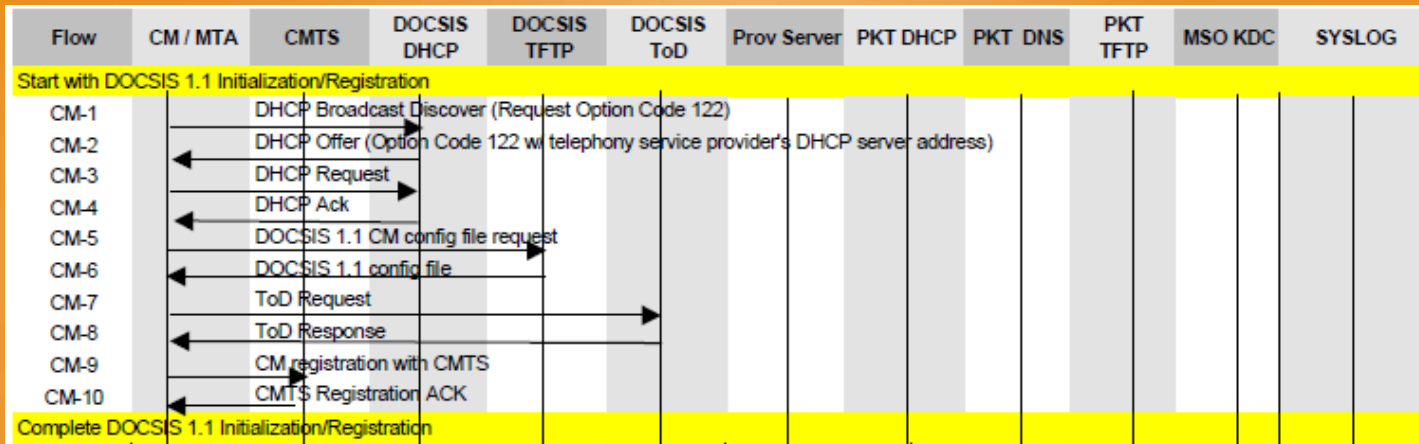 Flow CM / MTA CMTS DOCSIS DHCP DOCSIS TFTP DOCSIS ToD Prov Server PKT DHCP PKT DNS PKT TFTP MSO KDC SYSLOG
Start with DOCSIS 1.1 Initialization/Registration
CM-1 DHCP Broadcast Discover (Request Option Code 122)
CM-2 DHCP Offer (Option Code 122 w/ telephony service provider's DHCP server address)
CM-3 DHCP Request
CM-4 DHCP Ack
CM-5 DOCSIS 1.1 CM config file request
CM-6 DOCSIS 1.1 config file
CM-7 ToD Request
CM-8 ToD Response
CM-9 CM registration with CMTS
CM-10 CMTS Registration ACK
Complete DOCSIS 1.1 Initialization/Registration